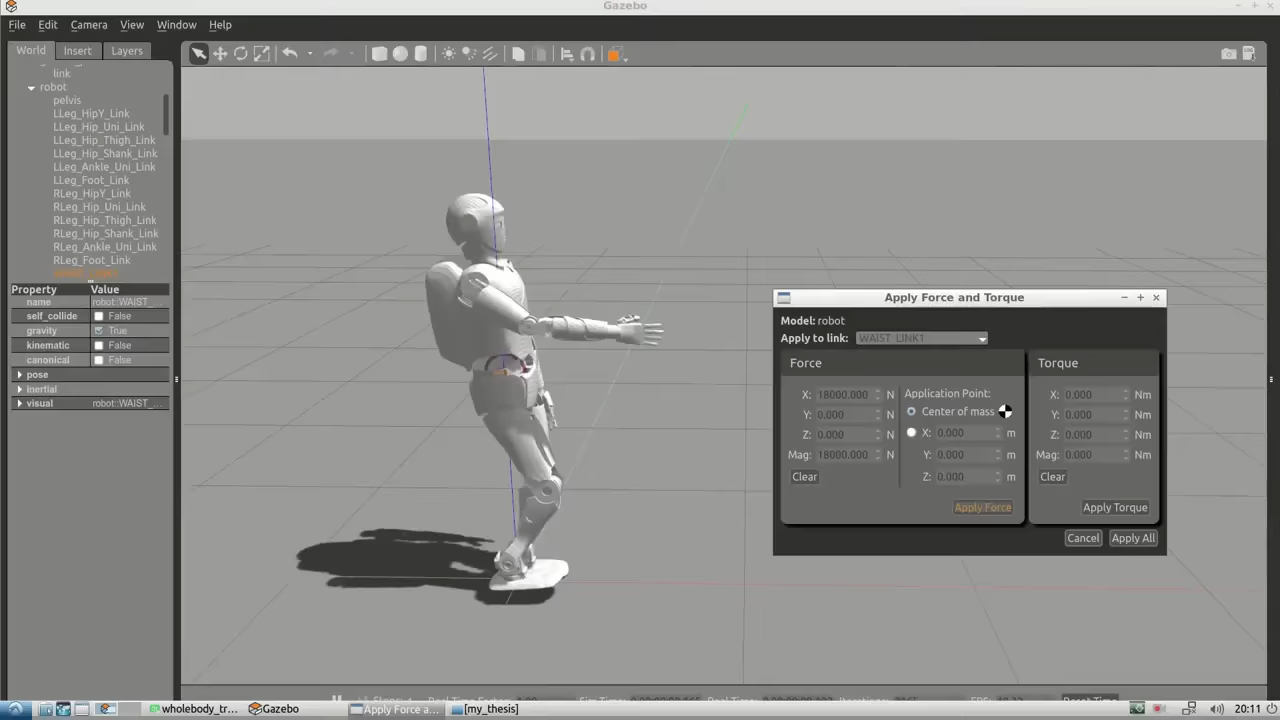 Gazebo
File Edit Camera View Window Help
World Insert Layers
link
robot
pelvis
LLeg_HipY_Link
LLeg_Hip_Uni_Link
LLeg_Hip_Thigh_Link
LLeg_Hip_Shank_Link
LLeg_Ankle_Uni_Link
LLeg_Foot_Link
RLeg_HipY_Link
RLeg_Hip_Uni_Link
RLeg_Hip_Thigh_Link
RLeg_Hip_Shank_Link
RLeg_Ankle_Uni_Link
RLeg_Foot_Link
Property Value
name robot::WAIST_...
self_collide False
gravity True
kinematic False
canonical False
pose
inertial
visual robot::WAIST_...
Apply Force and Torque
Model: robot
Apply to link: WAIST_LINK1
Force
X: 18000.000 N
Y: 0.000 N
Z: 0.000 N
Mag: 18000.000 N
Clear
Application Point:
Center of mass
X: 0.000 m
Y: 0.000 m
Z: 0.000 m
Apply Force
Torque
X: 0.000 Nm
Y: 0.000 Nm
Z: 0.000 Nm
Mag: 0.000 Nm
Clear
Apply Torque
Cancel Apply All
wholebody_tr... Gazebo Apply Force a... [my_thesis] 20:11